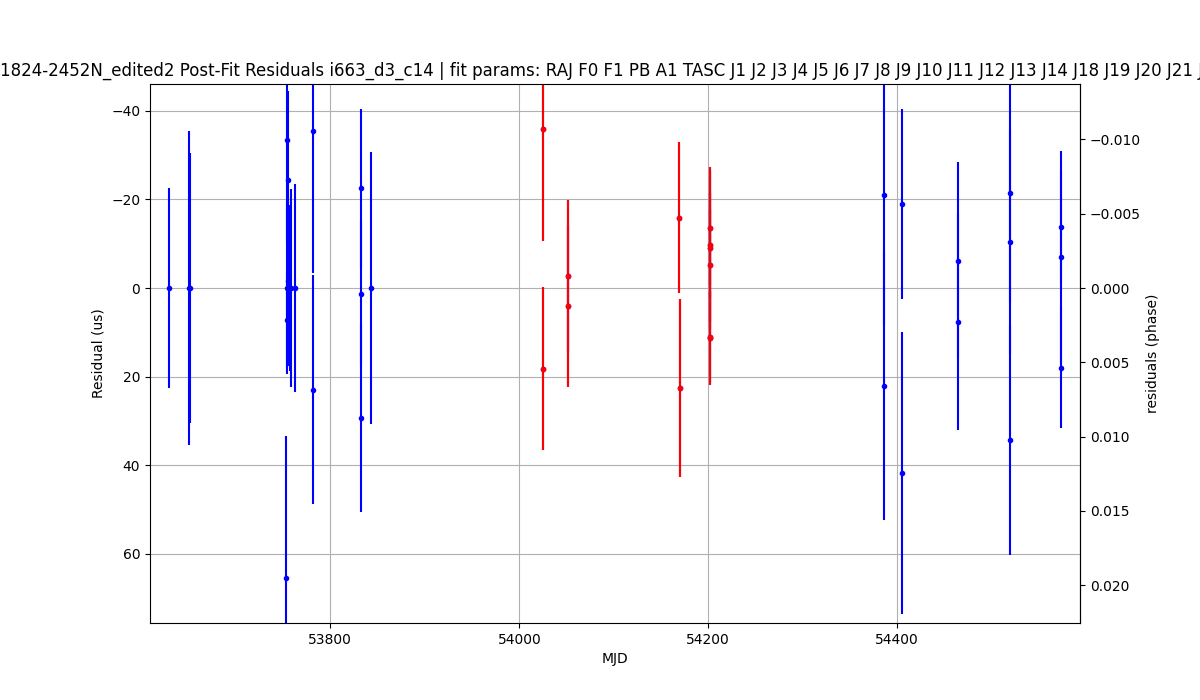 1824-2452N_edited2 Post-Fit Residuals i663_d3_c14 | fit params: RAJ F0 F1 PB A1 TASC J1 J2 J3 J4 J5 J6 J7 J8 J9 J10 J11 J12 J13 J14 J18 J19 J20 J21
−40
−20
0
20
40
60
Residual (us)
−0.010
−0.005
0.000
0.005
0.010
0.015
0.020
residuals (phase)
53800 54000 54200 54400
MJD